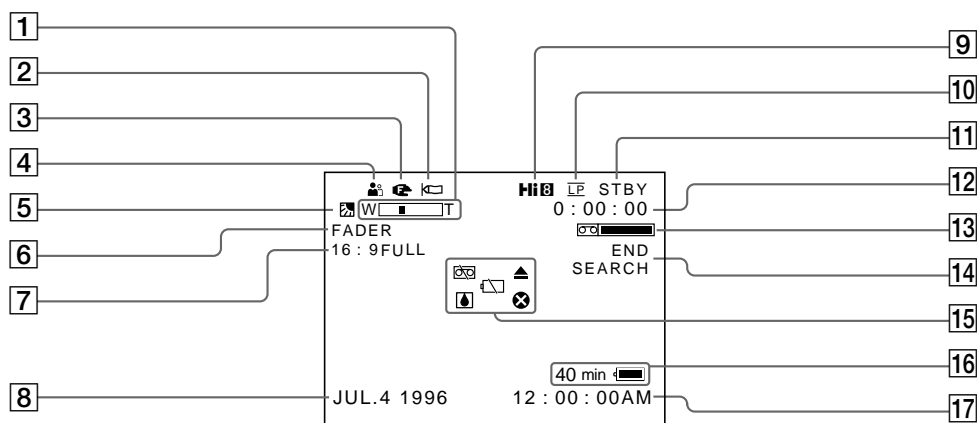 1
2
3
4
5
6
7
8
W T
FADER
16 : 9FULL
Hi8 LP STBY
0 : 00 : 00
END
SEARCH
40 min
JUL.4 1996 12 : 00 : 00AM
9
10
11
12
13
14
15
16
17